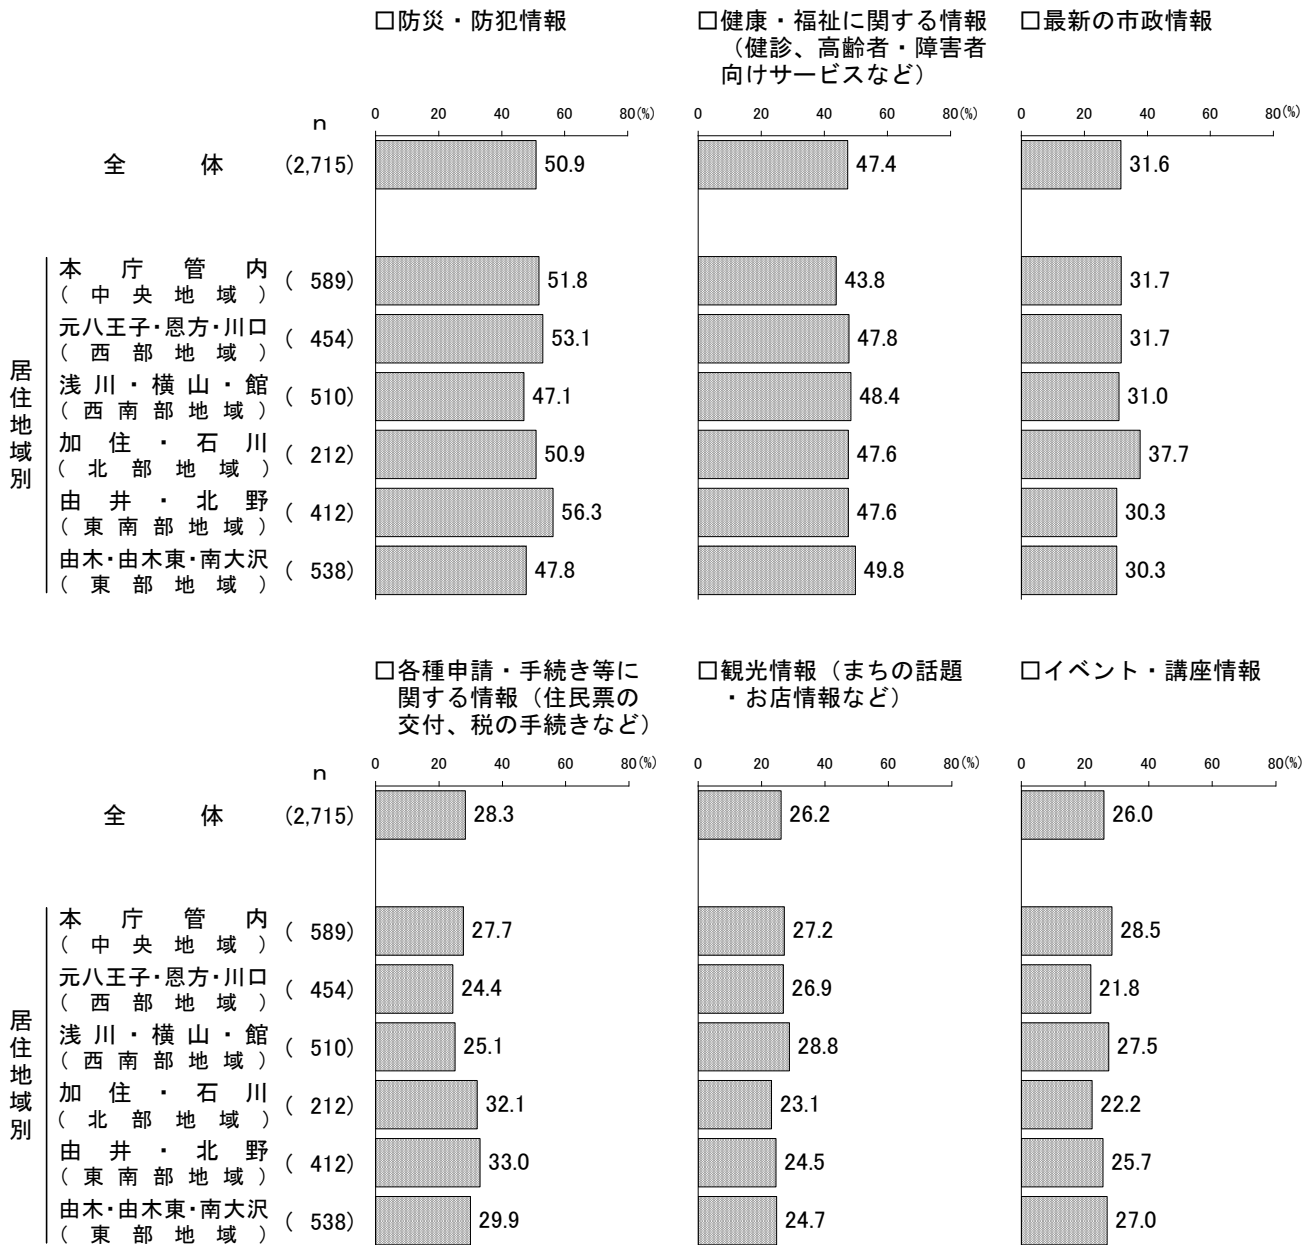 □防災・防犯情報 □健康・福祉に関する情報 □最新の市政情報
（健診、高齢者・障害者
向けサービスなど）
0 20 40 60 80(%) 0 20 40 60 80(%) 0 20 40 60 80(%)
n
全体 (2,715) 50.9 47.4 31.6
居住地域別
本庁管内
(中央地域) ( 589) 51.8 43.8 31.7
元八王子・恩方・川口
(西部地域) ( 454) 53.1 47.8 31.7
浅川・横山・館
(西南部地域) ( 510) 47.1 48.4 31.0
加住・石川
(北部地域) ( 212) 50.9 47.6 37.7
由井・北野
(東南部地域) ( 412) 56.3 47.6 30.3
由木・由木東・南大沢
(東部地域) ( 538) 47.8 49.8 30.3
□各種申請・手続き等に □観光情報（まちの話題 □イベント・講座情報
関する情報（住民票の ・お店情報など）
交付、税の手続きなど）
0 20 40 60 80(%) 0 20 40 60 80(%) 0 20 40 60 80(%)
n
全体 (2,715) 28.3 26.2 26.0
居住地域別
本庁管内
(中央地域) ( 589) 27.7 27.2 28.5
元八王子・恩方・川口
(西部地域) ( 454) 24.4 26.9 21.8
浅川・横山・館
(西南部地域) ( 510) 25.1 28.8 27.5
加住・石川
(北部地域) ( 212) 32.1 23.1 22.2
由井・北野
(東南部地域) ( 412) 33.0 24.5 25.7
由木・由木東・南大沢
(東部地域) ( 538) 29.9 24.7 27.0